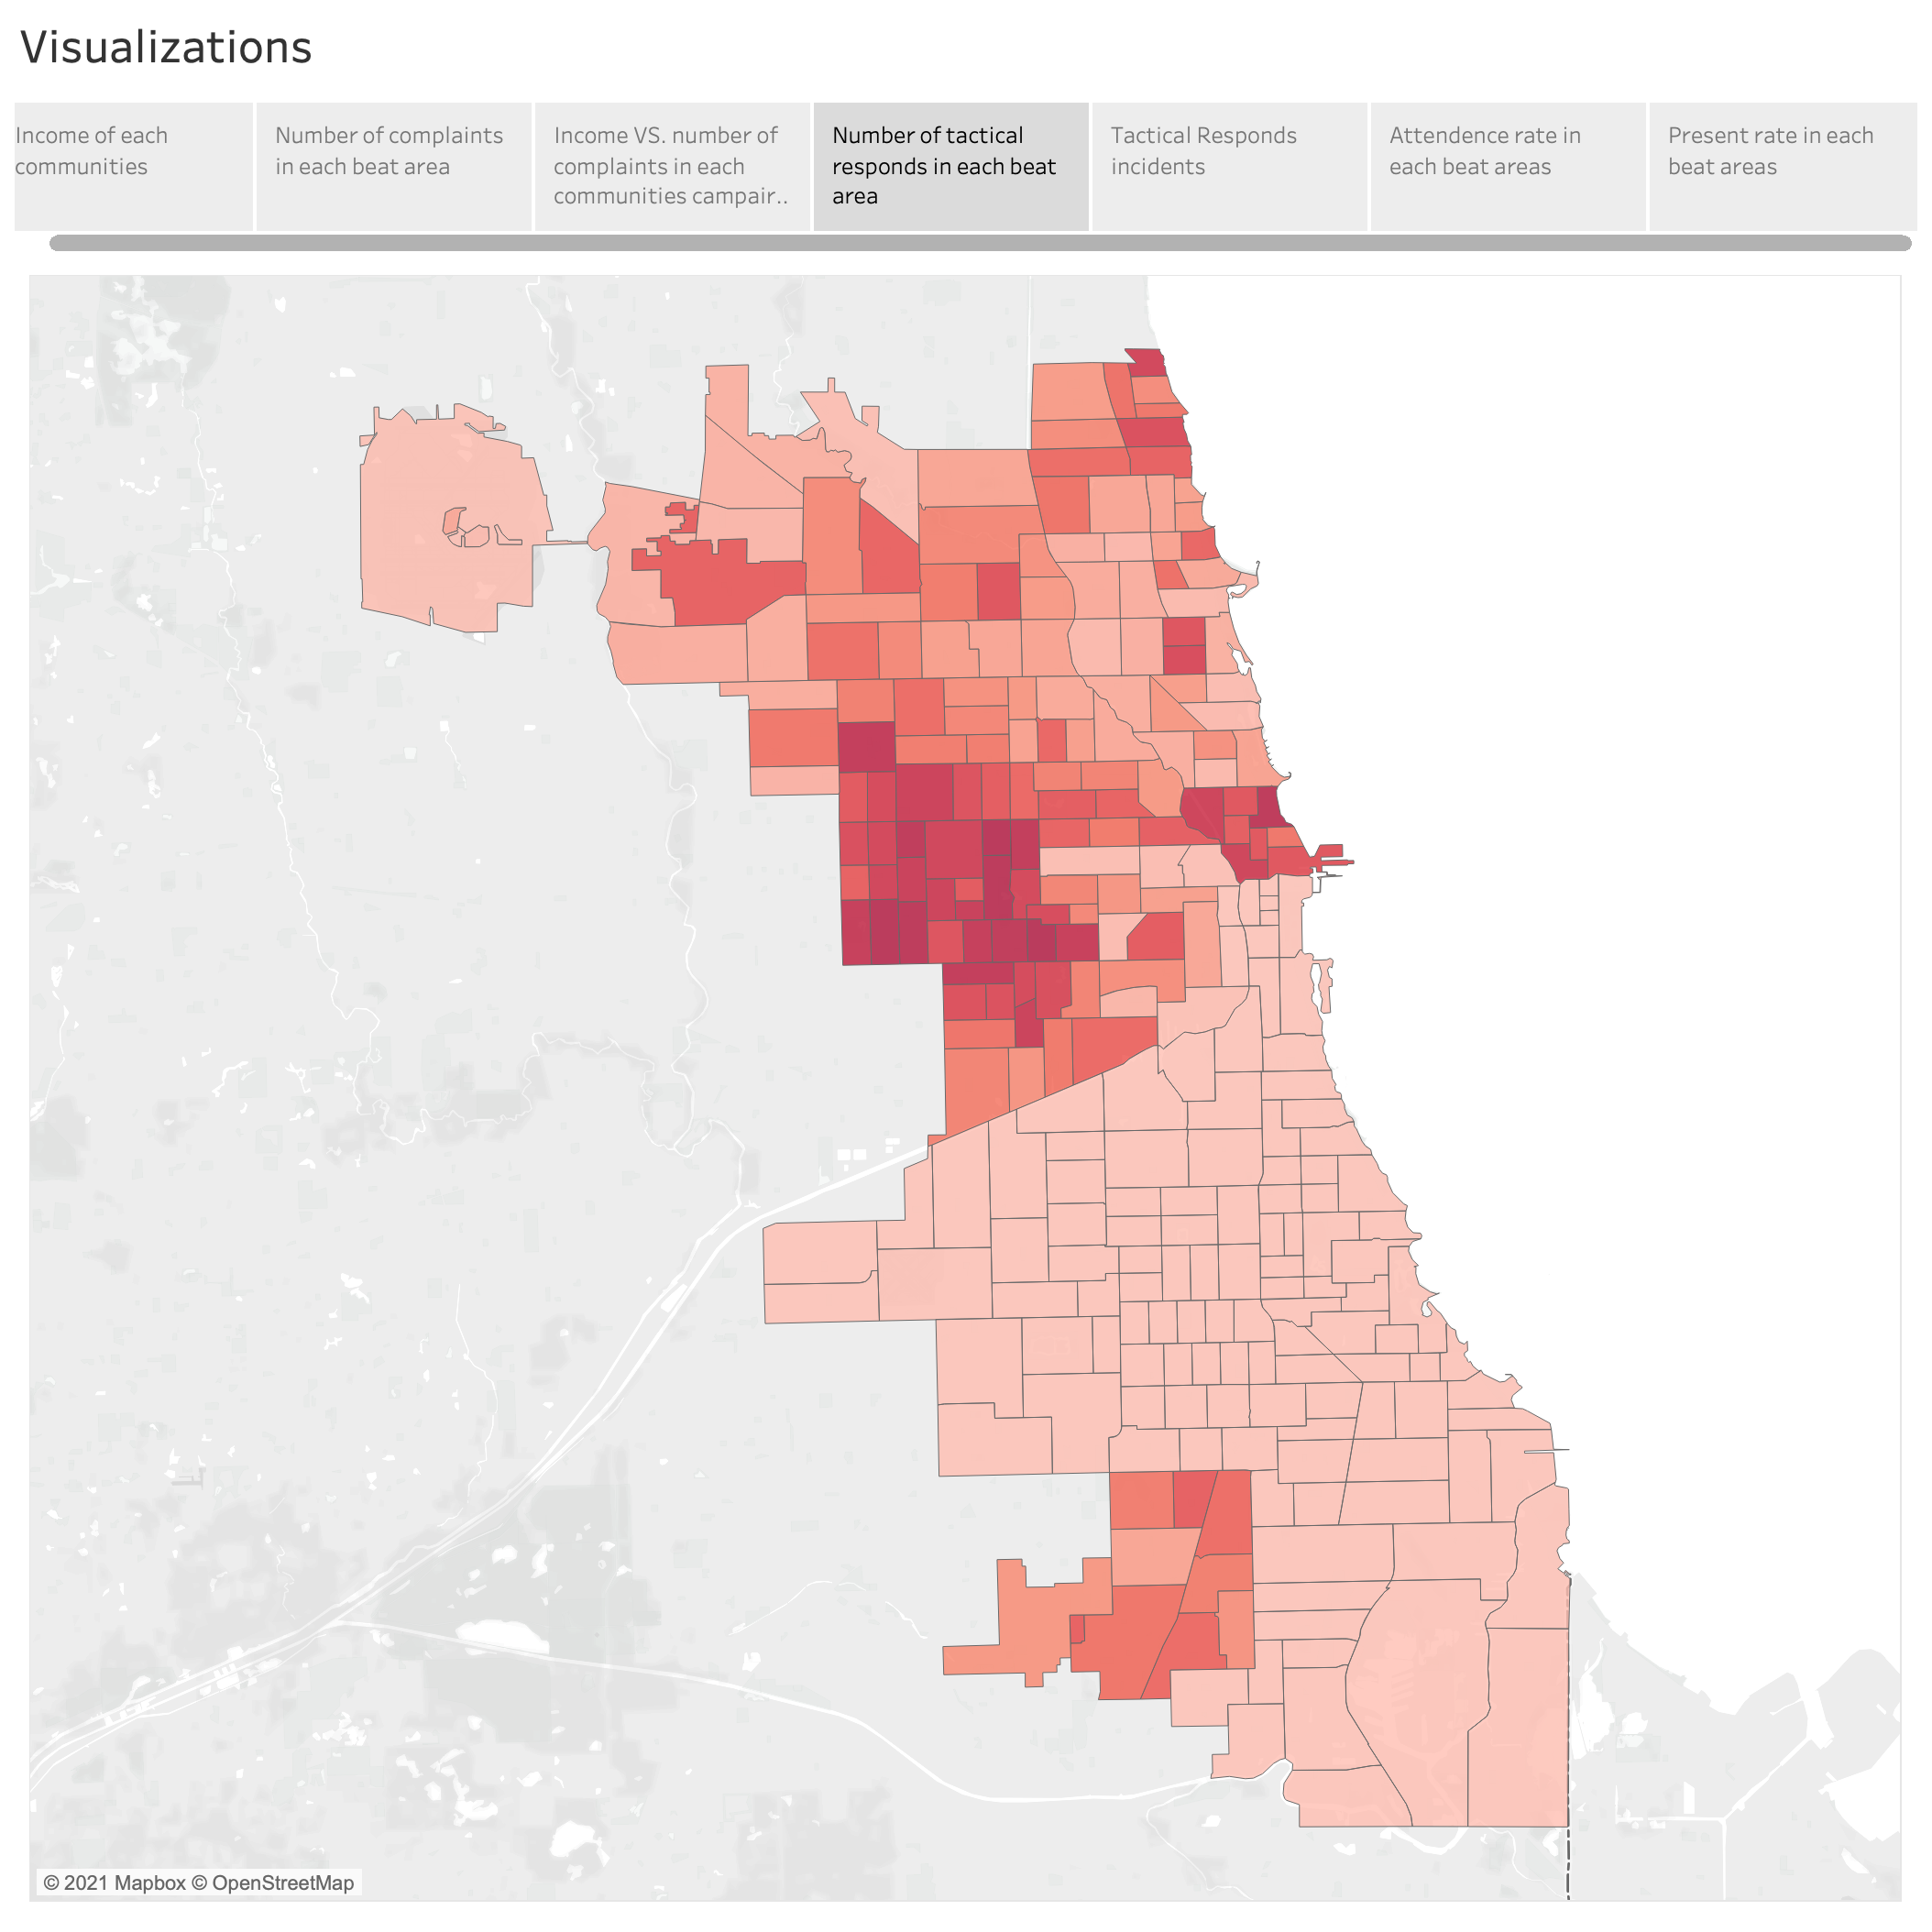 Visualizations
Income of each
communities
Number of complaints
in each beat area
Income VS. number of
complaints in each
communities campair..
Number of tactical
responds in each beat
area
Tactical Responds
incidents
Attendence rate in
each beat areas
Present rate in each
beat areas
© 2021 Mapbox © OpenStreetMap